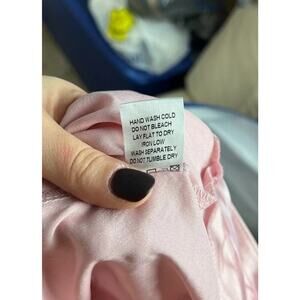 HAND WASH COLD
DO NOT BLEACH
LAY FLAT TO DRY
IRON LOW
WASH SEPARATELY
DO NOT TUMBLE DRY